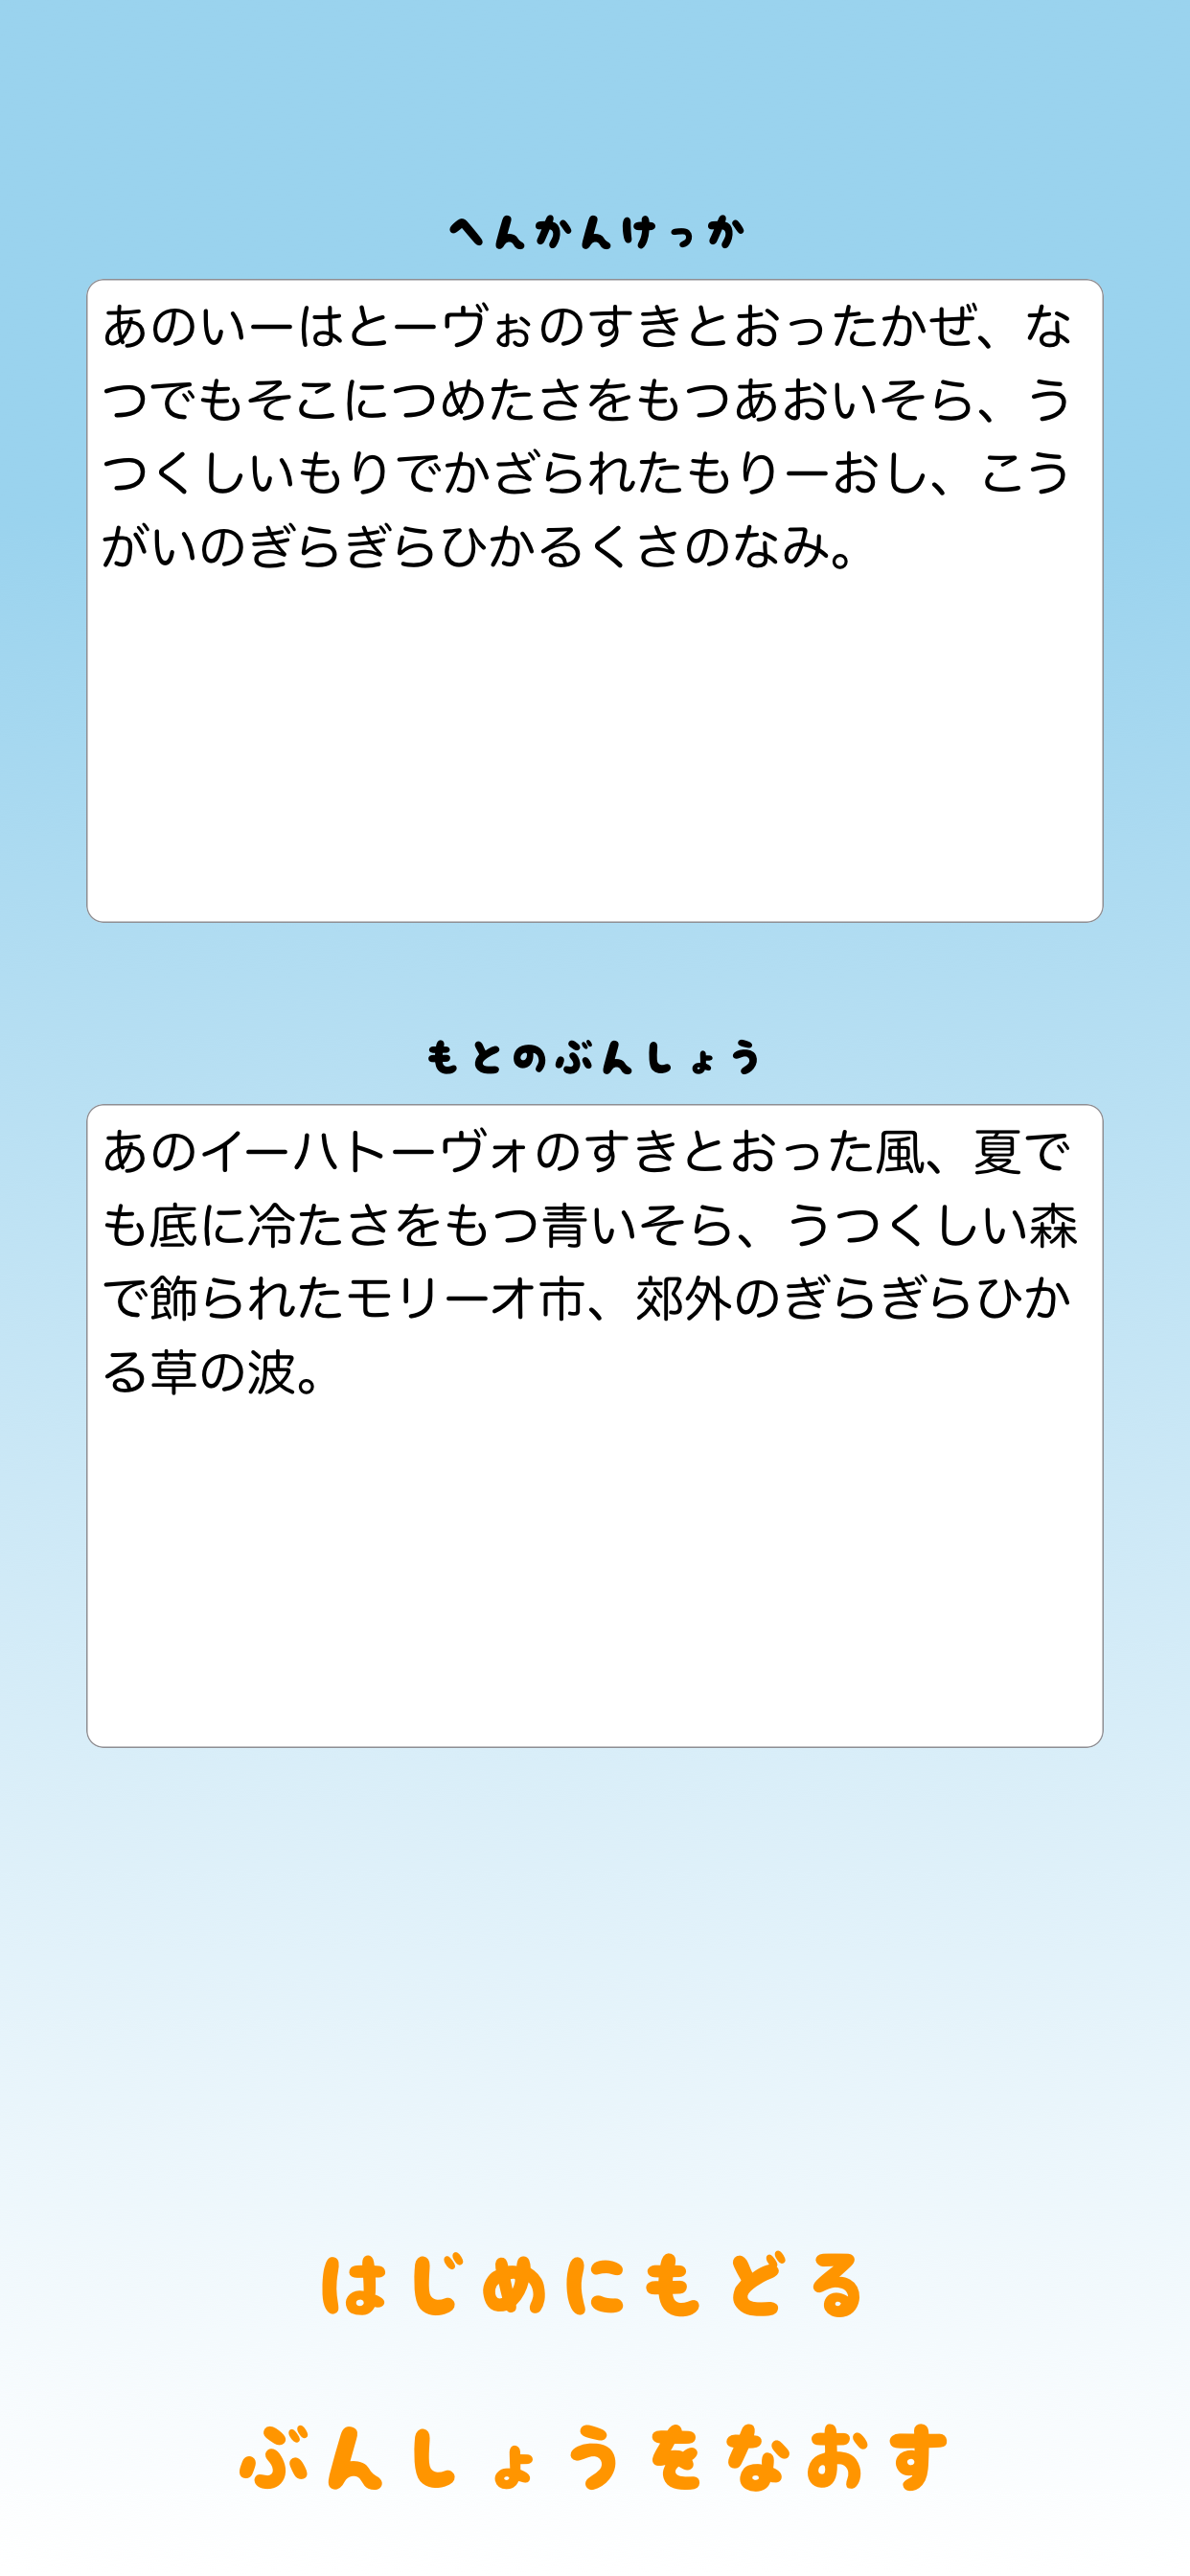 へんかんけっか
あのいーはとーヴぉのすきとおったかぜ、な
つでもそこにつめたさをもつあおいそら、う
つくしいもりでかざられたもりーおし、こう
がいのぎらぎらひかるくさのなみ。
もとのぶんしょう
あのイーハトーヴォのすきとおった風、夏で
も底に冷たさをもつ青いそら、うつくしい森
で飾られたモリーオ市、郊外のぎらぎらひか
る草の波。
はじめにもどる
ぶんしょうをなおす